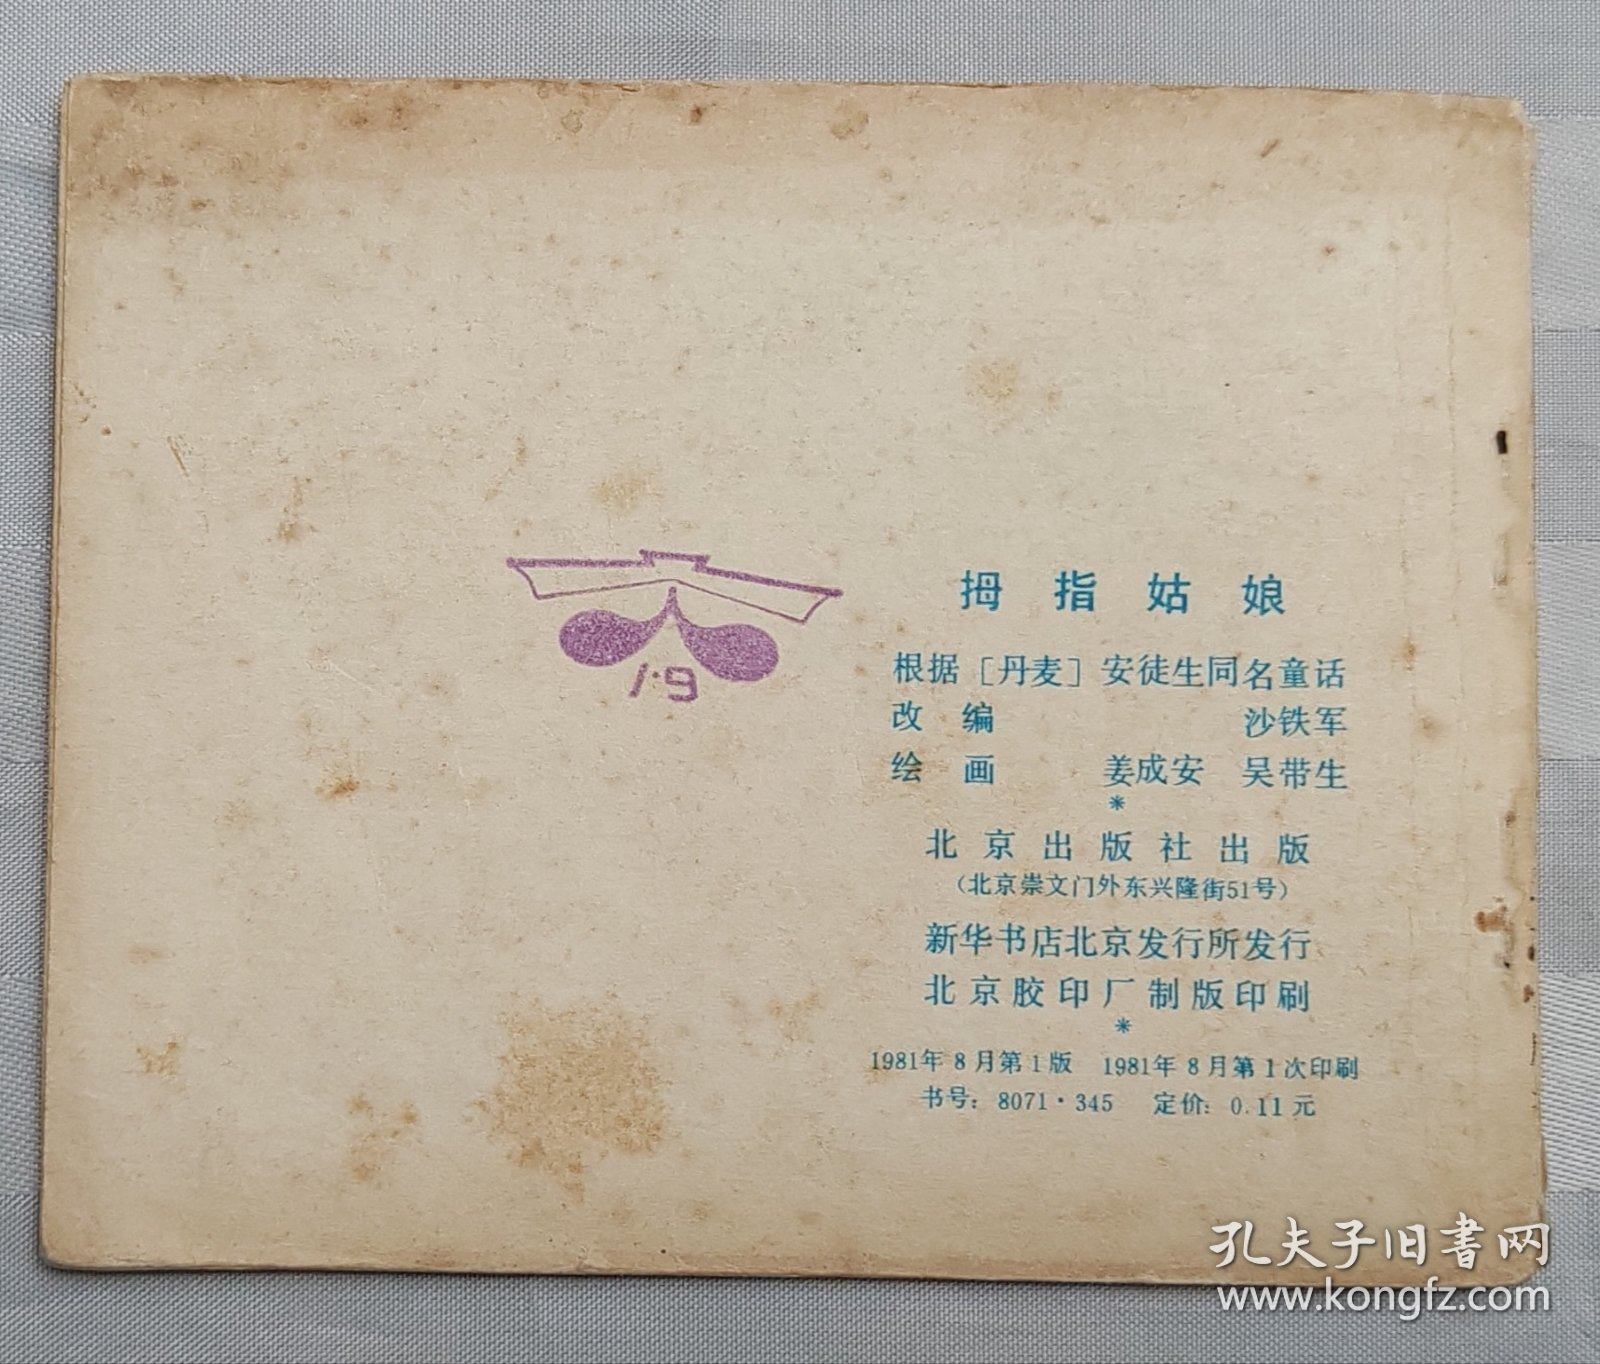 拇指姑娘
根据［丹麦］安徒生同名童话
改编 沙铁军
绘画 姜成安 吴带生
*
北京出版社出版
（北京崇文门外东兴隆街51号）
新华书店北京发行所发行
北京胶印厂制版印刷
*
1981年8月第1版 1981年8月第1次印刷
书号：8071·345 定价：0.11元
1·9
孔夫子旧书网
www.kongfz.com